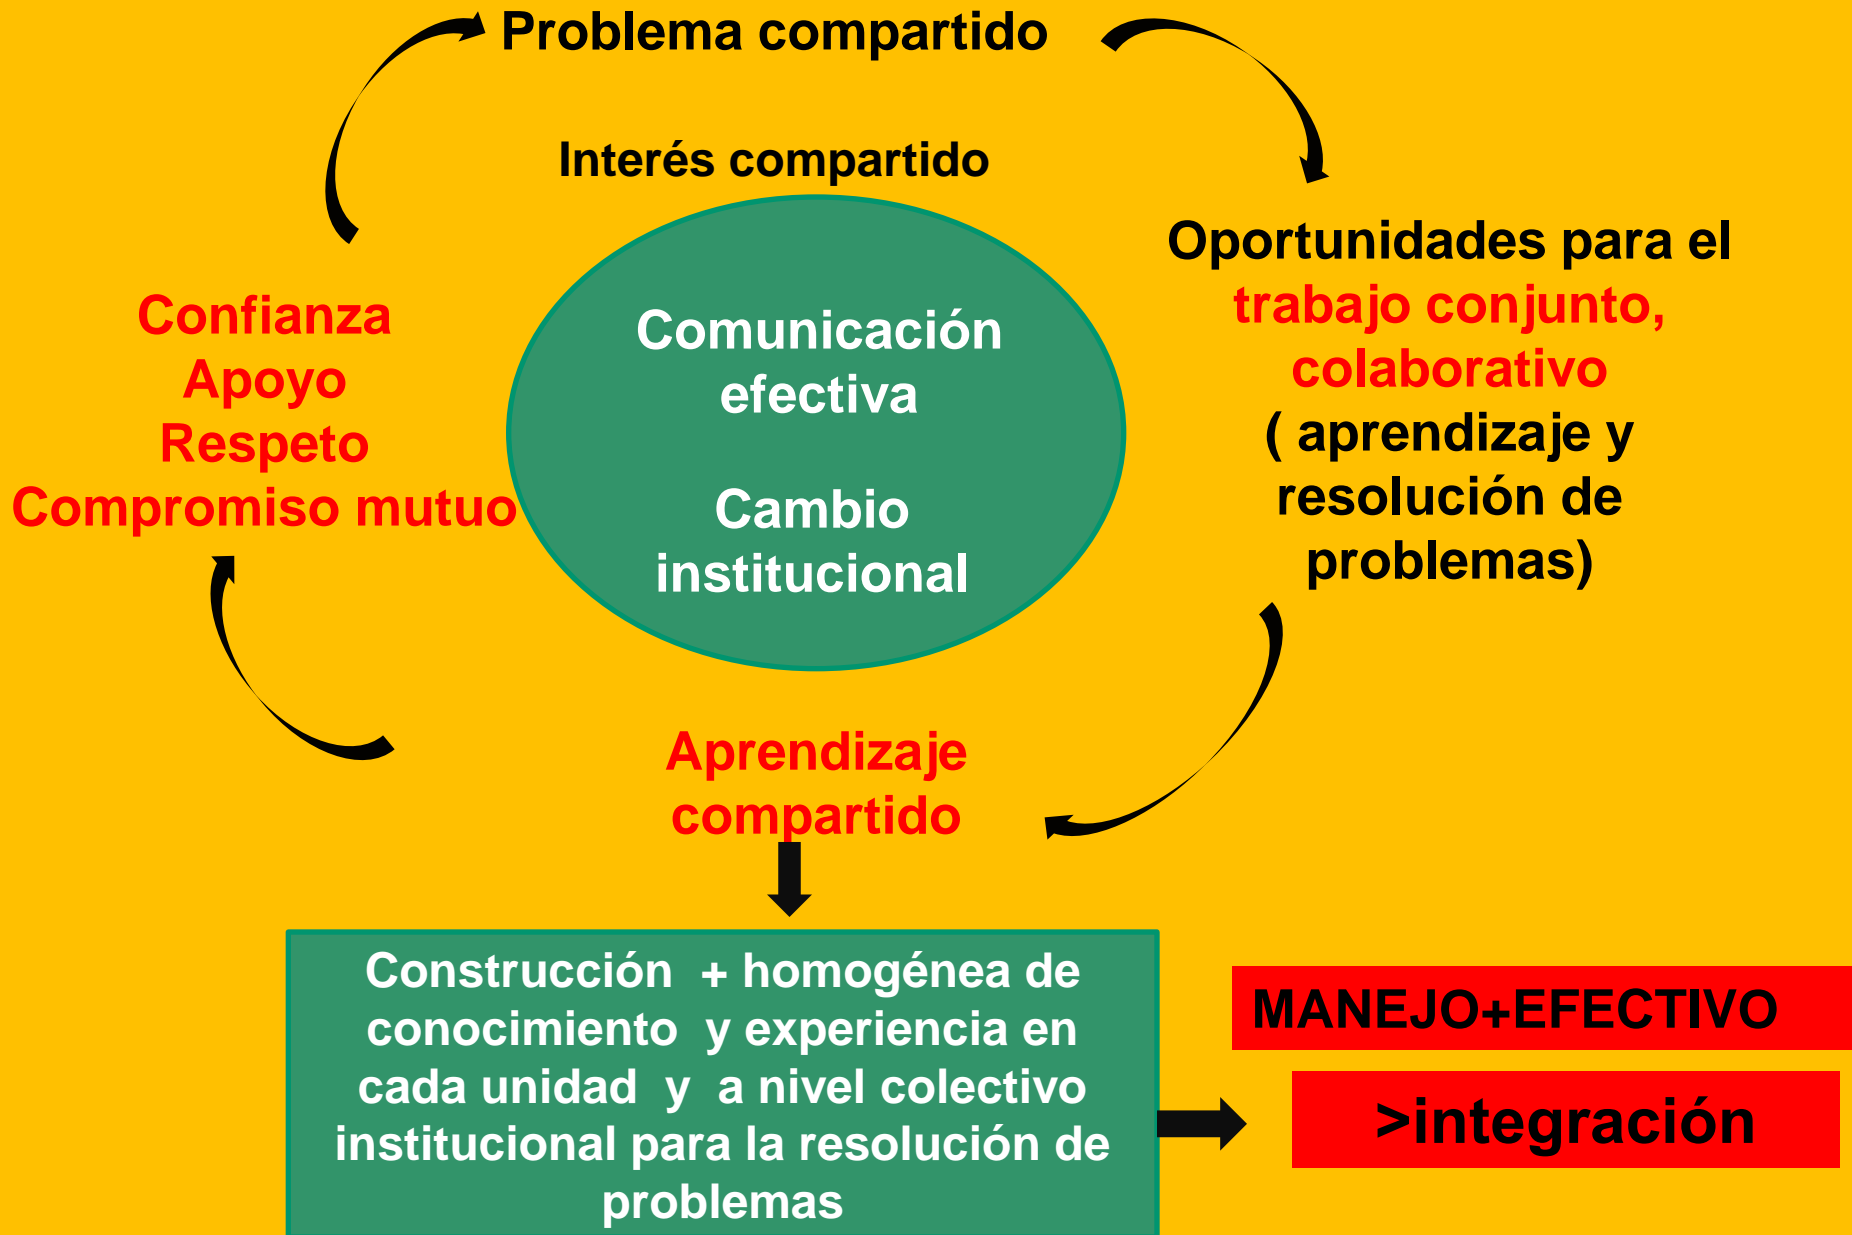 Problema compartido
Interés compartido
Oportunidades para el
trabajo conjunto,
colaborativo
( aprendizaje y
resolución de
problemas)
Confianza
Apoyo
Respeto
Compromiso mutuo
Comunicación
efectiva
Cambio
institucional
Aprendizaje
compartido
Construcción + homogénea de
conocimiento y experiencia en
cada unidad y a nivel colectivo
institucional para la resolución de
problemas
MANEJO+EFECTIVO
>integración